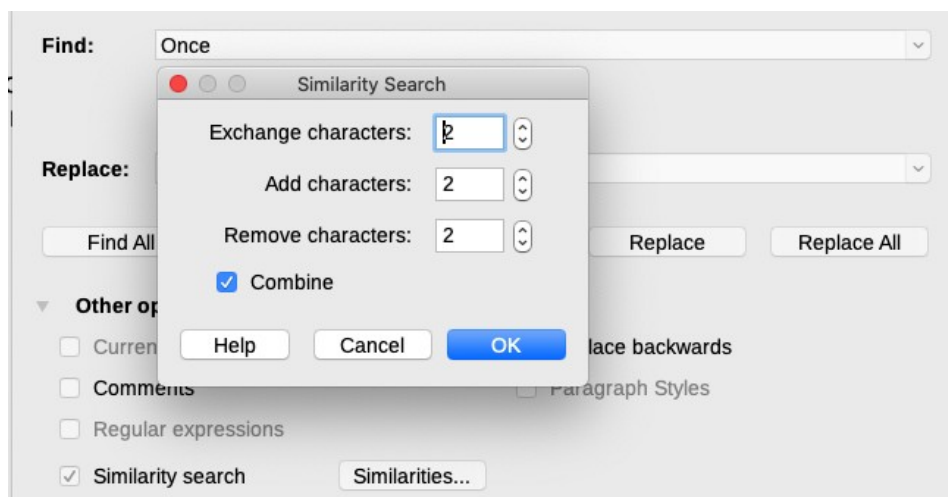 Find: Once
Similarity Search
Exchange characters: 2
Replace:
Add characters: 2
Find All Remove characters: 2 Replace Replace All
Combine
Other op
Curren Help Cancel OK lace backwards
Comments Paragraph Styles
Regular expressions
Similarity search Similarities...